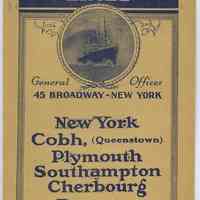 General Offices
45 BROADWAY - NEW YORK
New York
Cobh, (Queenstown)
Plymouth
Southampton
Cherbourg